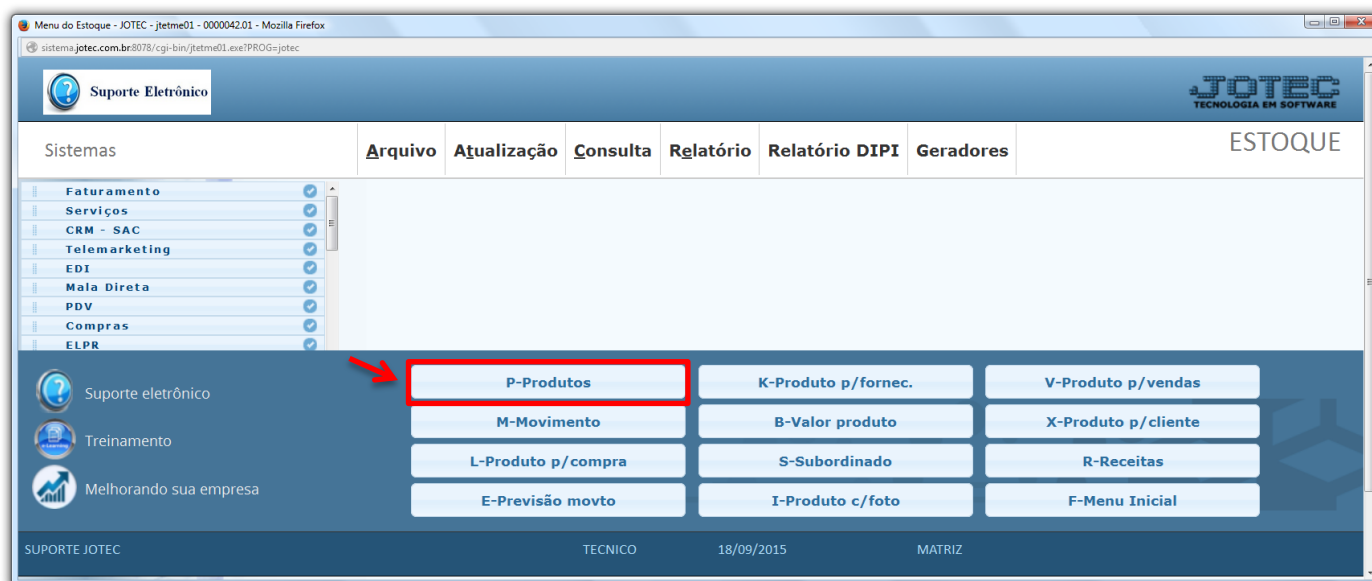 Menu do Estoque - JOTEC - jtetme01 - 0000042.01 - Mozilla Firefox
sistema.jotec.com.br:8078/cgi-bin/jtetme01.exe?PROG=jotec
Suporte Eletrônico
JOTEC
TECNOLOGIA EM SOFTWARE
Sistemas
Arquivo Atualização Consulta Relatório Relatório DIPI Geradores
ESTOQUE
Faturamento
Serviços
CRM - SAC
Telemarketing
EDI
Mala Direta
PDV
Compras
ELPR
Suporte eletrônico
Treinamento
Melhorando sua empresa
P-Produtos K-Produto p/fornec. V-Produto p/vendas
M-Movimento B-Valor produto X-Produto p/cliente
L-Produto p/compra S-Subordinado R-Receitas
E-Previsão movto I-Produto c/foto F-Menu Inicial
SUPORTE JOTEC TECNICO 18/09/2015 MATRIZ